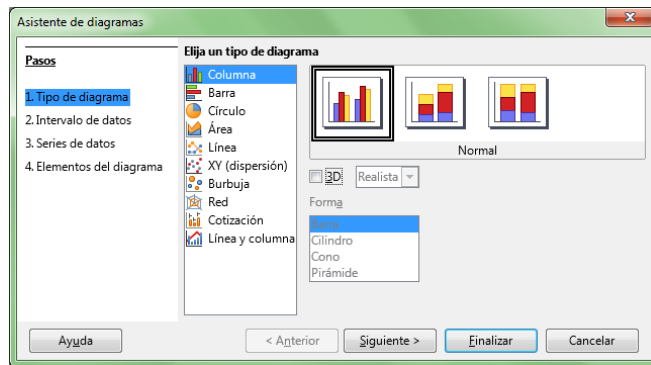 Asistente de diagramas
Pasos
1. Tipo de diagrama
2. Intervalo de datos
3. Series de datos
4. Elementos del diagrama
Elija un tipo de diagrama
Columna
Barra
Círculo
Área
Línea
XY (dispersión)
Burbuja
Red
Cotización
Línea y columna
Normal
3D Realista
Forma
Barra
Cilindro
Cono
Pirámide
Ayuda
< Anterior
Siguiente >
Finalizar
Cancelar